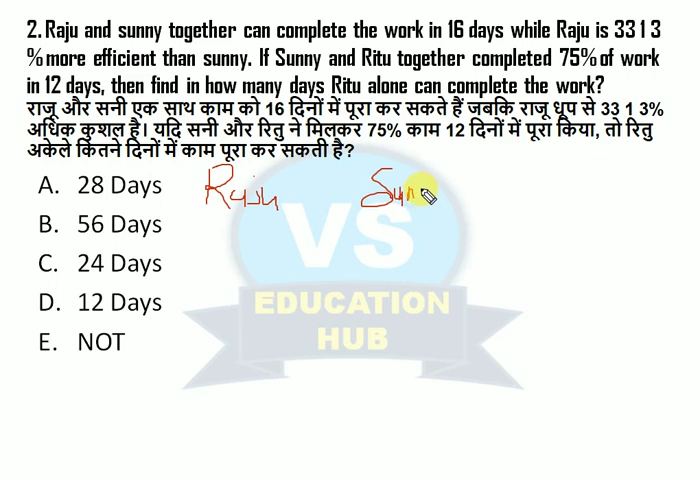 2. Raju and sunny together can complete the work in 16 days while Raju is 33 1 3
% more efficient than sunny. If Sunny and Ritu together completed 75% of work
in 12 days, then find in how many days Ritu alone can complete the work?
राजू और सनी एक साथ काम को 16 दिनों में पूरा कर सकते हैं जबकि राजू धूप से 33 1 3%
अधिक कुशल है। यदि सनी और रितु ने मिलकर 75% काम 12 दिनों में पूरा किया, तो रितु
अकेले कितने दिनों में काम पूरा कर सकती है?
A. 28 Days
Raju Sun
B. 56 Days
C. 24 Days
D. 12 Days
E. NOT
VS
EDUCATION
HUB